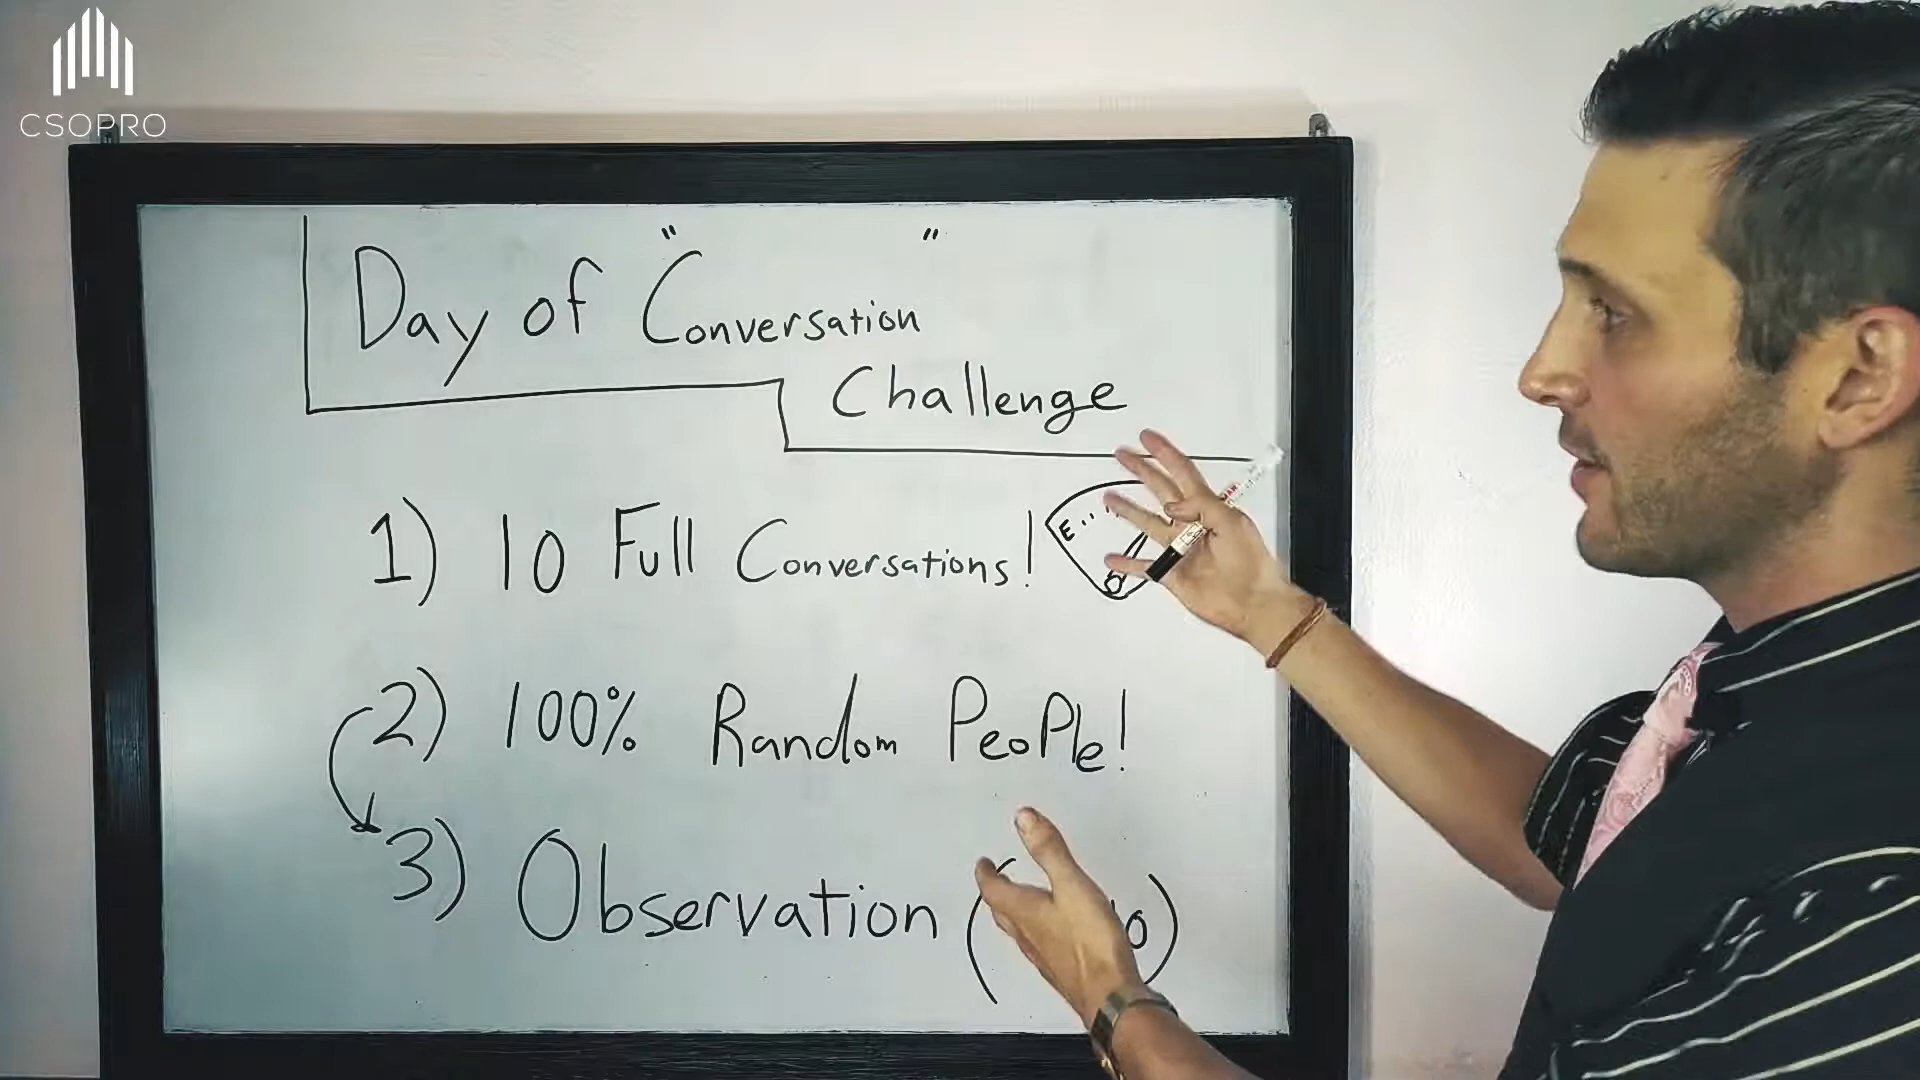 CSOPRO
Day of "Conversation"
Challenge
1) 10 Full Conversations!
E
2) 100% Random People!
3) Observation (